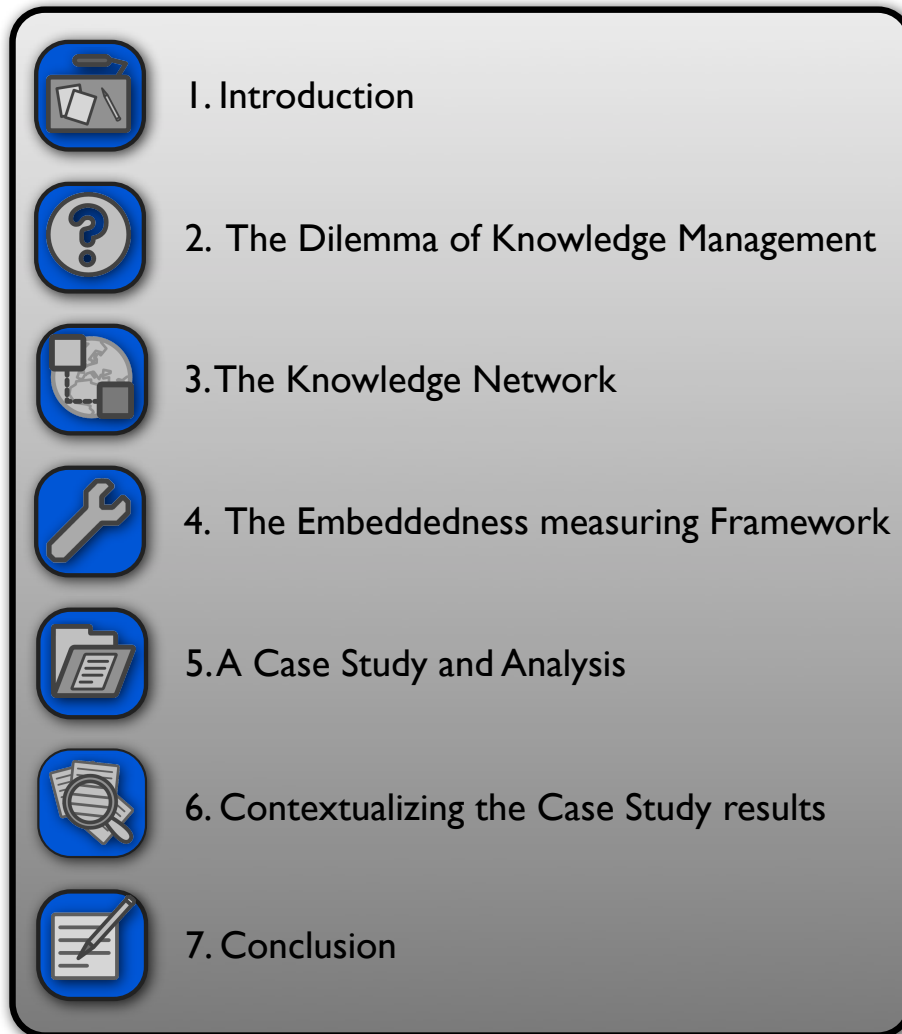 1. Introduction
2. The Dilemma of Knowledge Management
3. The Knowledge Network
4. The Embeddedness measuring Framework
5. A Case Study and Analysis
6. Contextualizing the Case Study results
7. Conclusion